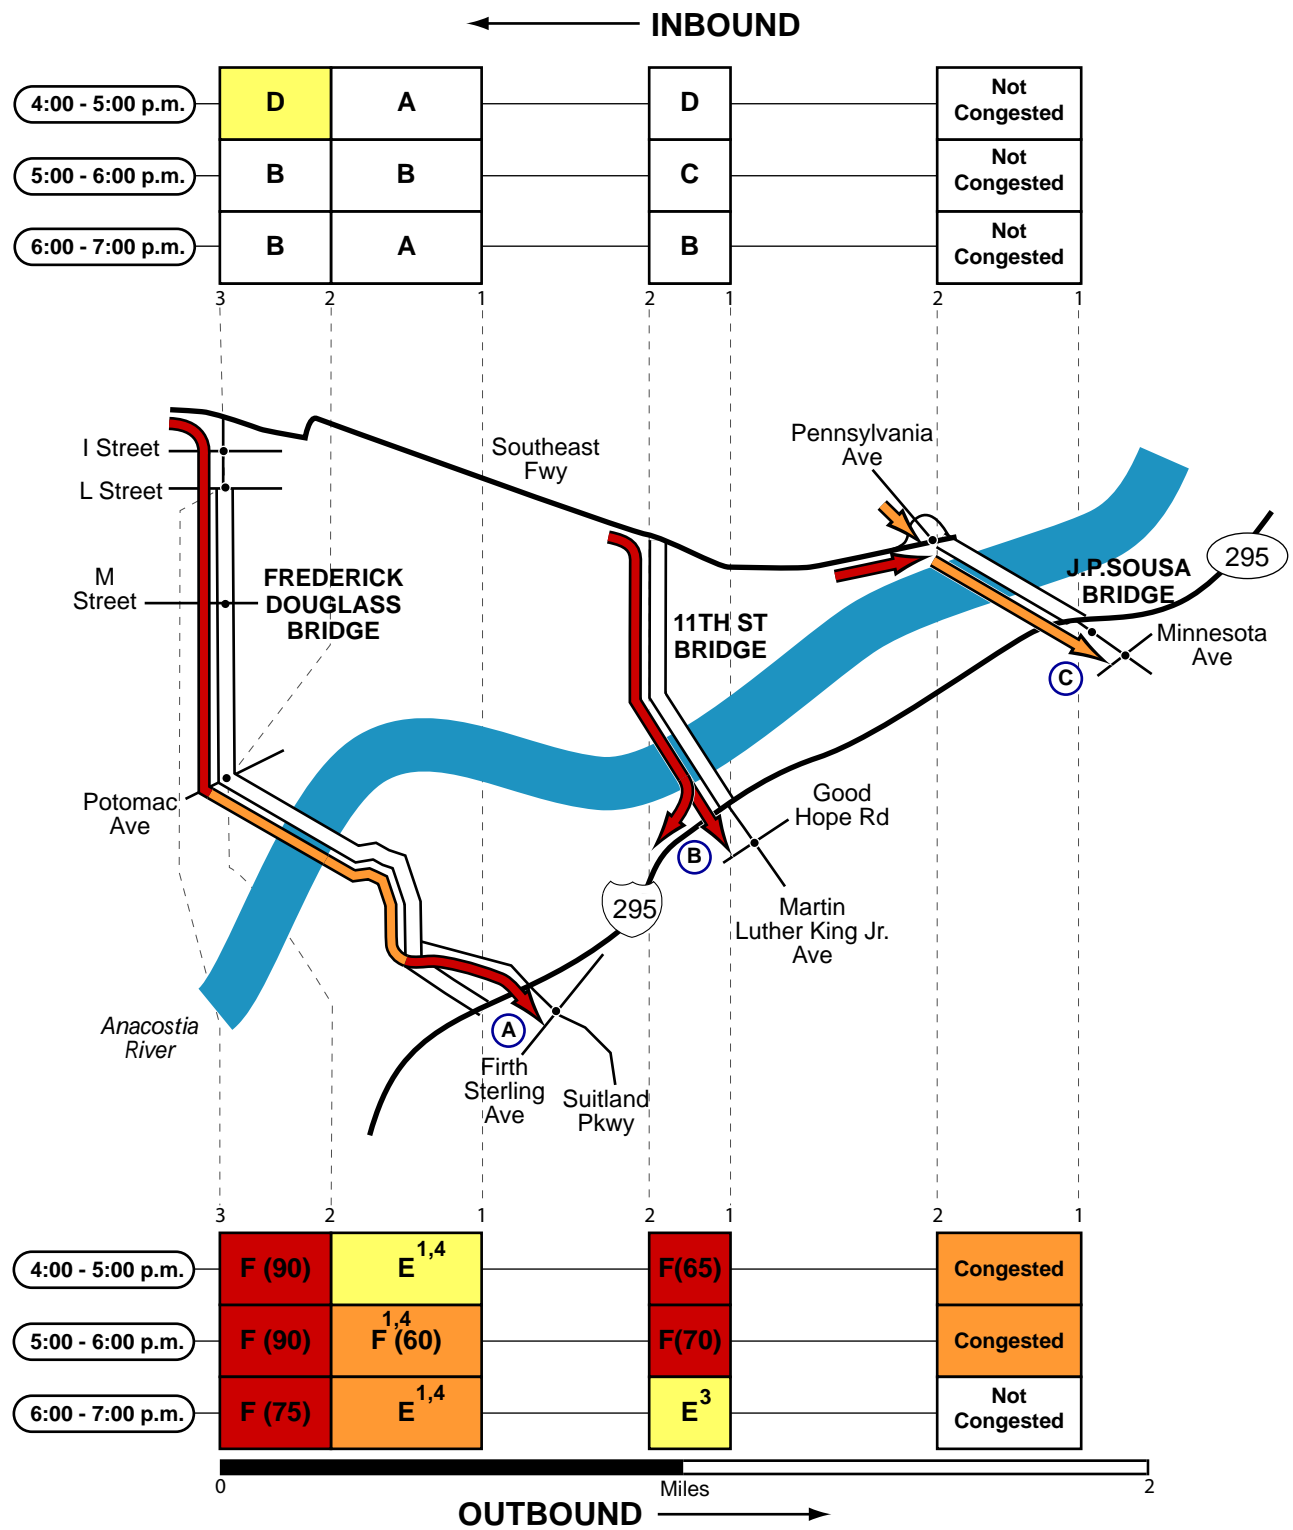 INBOUND
4:00 - 5:00 p.m.
D
A
D
Not
Congested
5:00 - 6:00 p.m.
B
B
C
Not
Congested
6:00 - 7:00 p.m.
B
A
B
Not
Congested
3
2
1
2
1
2
1
I Street
L Street
M
Street
FREDERICK
DOUGLASS
BRIDGE
Southeast
Fwy
Pennsylvania
Ave
11TH ST
BRIDGE
J.P.SOUSA
BRIDGE
295
Minnesota
Ave
C
Potomac
Ave
Good
Hope Rd
B
295
Martin
Luther King Jr.
Ave
Anacostia
River
A
Firth
Sterling
Ave
Suitland
Pkwy
3
2
1
2
1
2
1
4:00 - 5:00 p.m.
F (90)
E 1,4
F(65)
Congested
5:00 - 6:00 p.m.
F (90)
1,4
F (60)
F(70)
Congested
6:00 - 7:00 p.m.
F (75)
E 1,4
E 3
Not
Congested
0
Miles
2
OUTBOUND